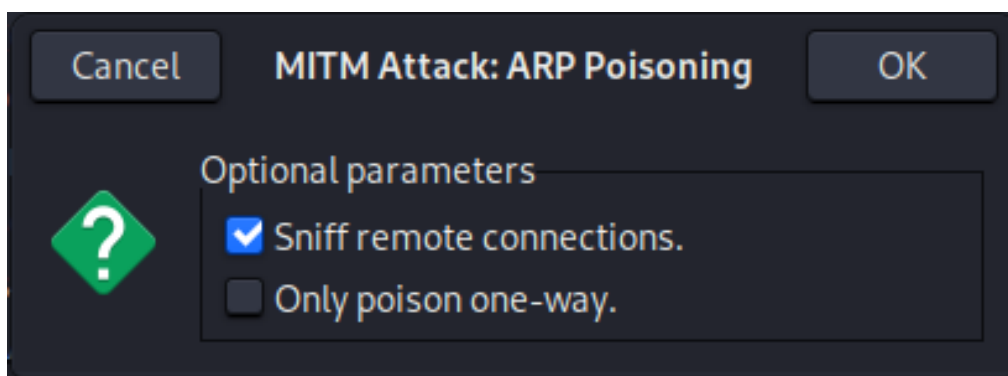 Cancel MITM Attack: ARP Poisoning OK
Optional parameters
Sniff remote connections.
Only poison one-way.